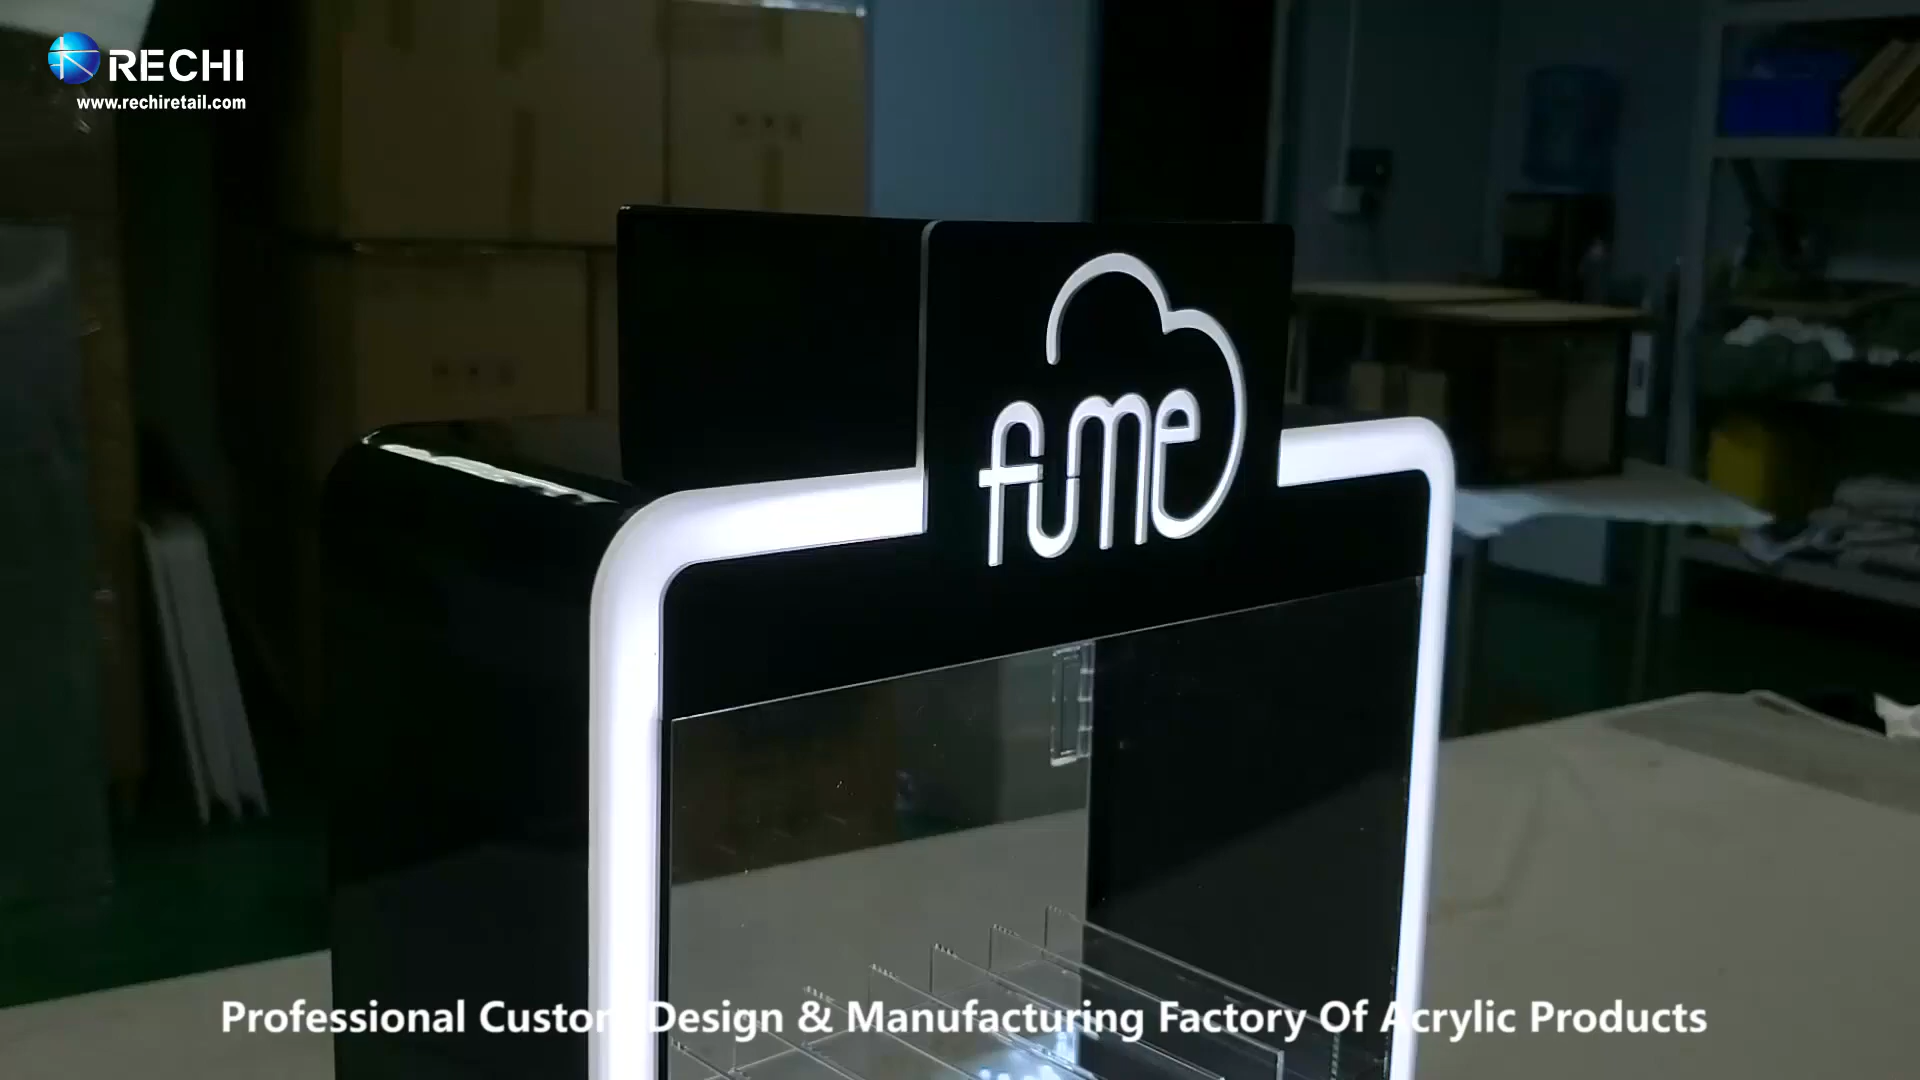 RECHI
www.rechiretail.com
fume
Professional Custom Design & Manufacturing Factory Of Acrylic Products